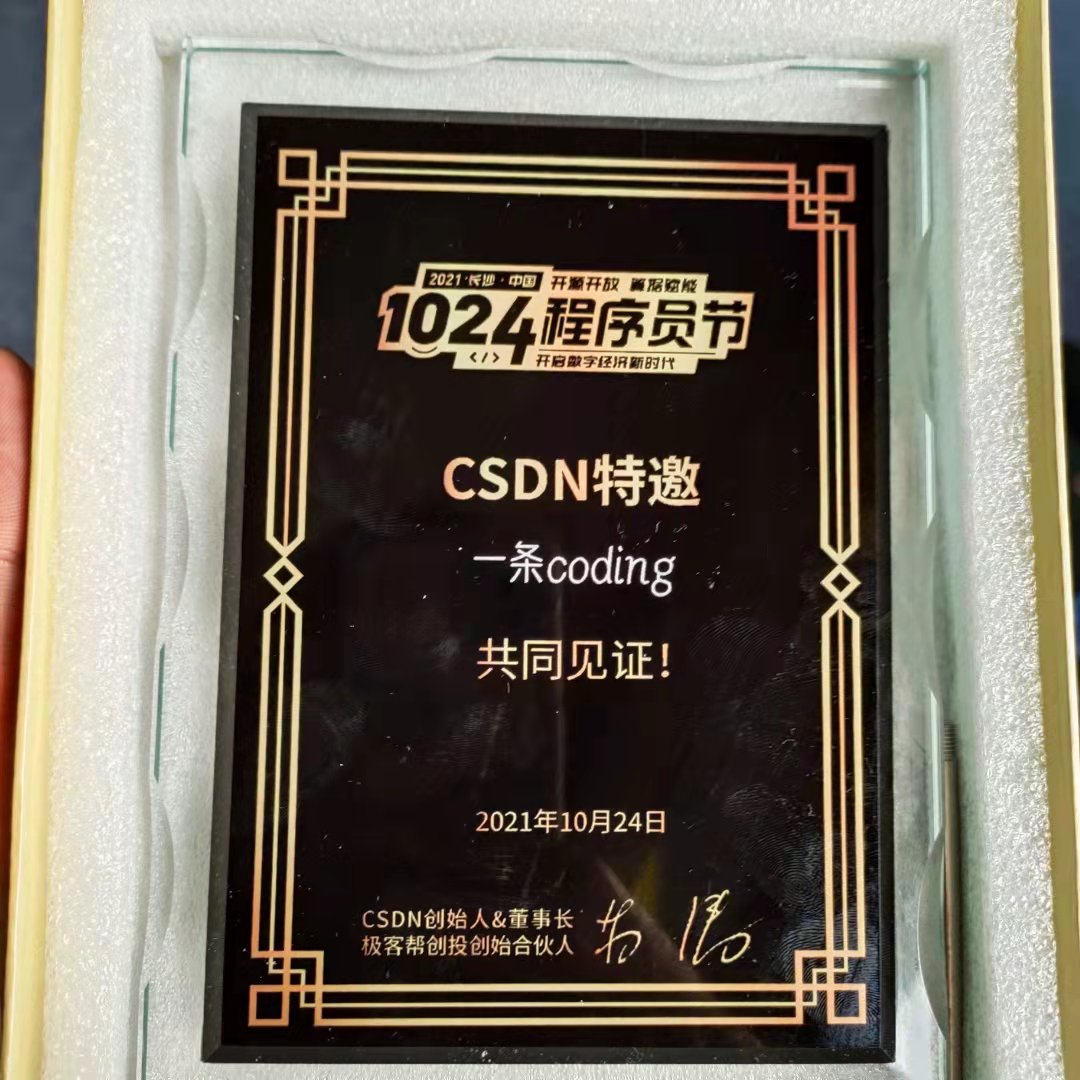 2021·长沙·中国 开源开放 算据赋能
1024程序员节
</> 开启数字经济新时代
CSDN特邀
一条coding
共同见证!
2021年10月24日
CSDN创始人&董事长
极客帮创投创始合伙人